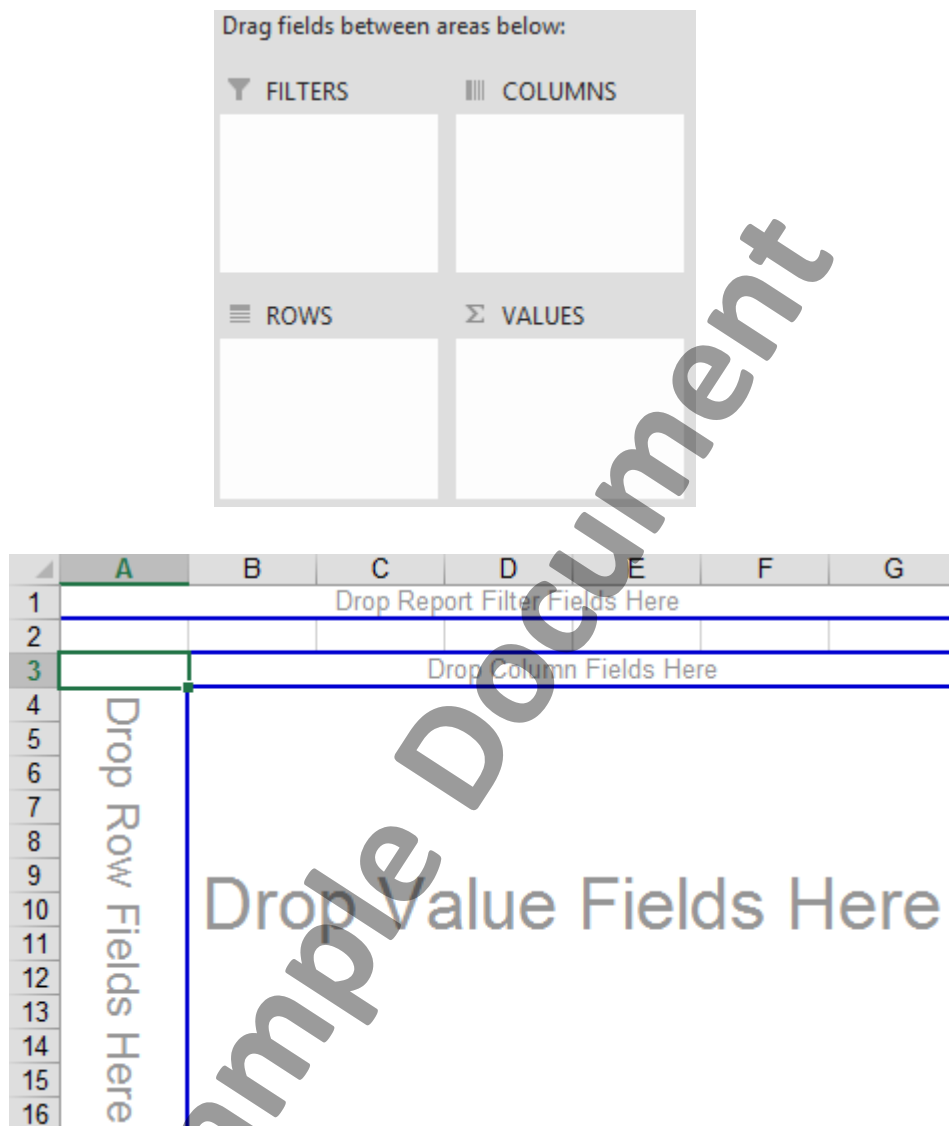 Drag fields between areas below:
FILTERS
COLUMNS
ROWS
Σ VALUES
A B C D E F G
1 Drop Report Filter Fields Here
2
3 Drop Column Fields Here
4
5
6
7
8
9
10
11
12
13
14
15
16
Drop Row Fields Here
Drop Value Fields Here
ample Document